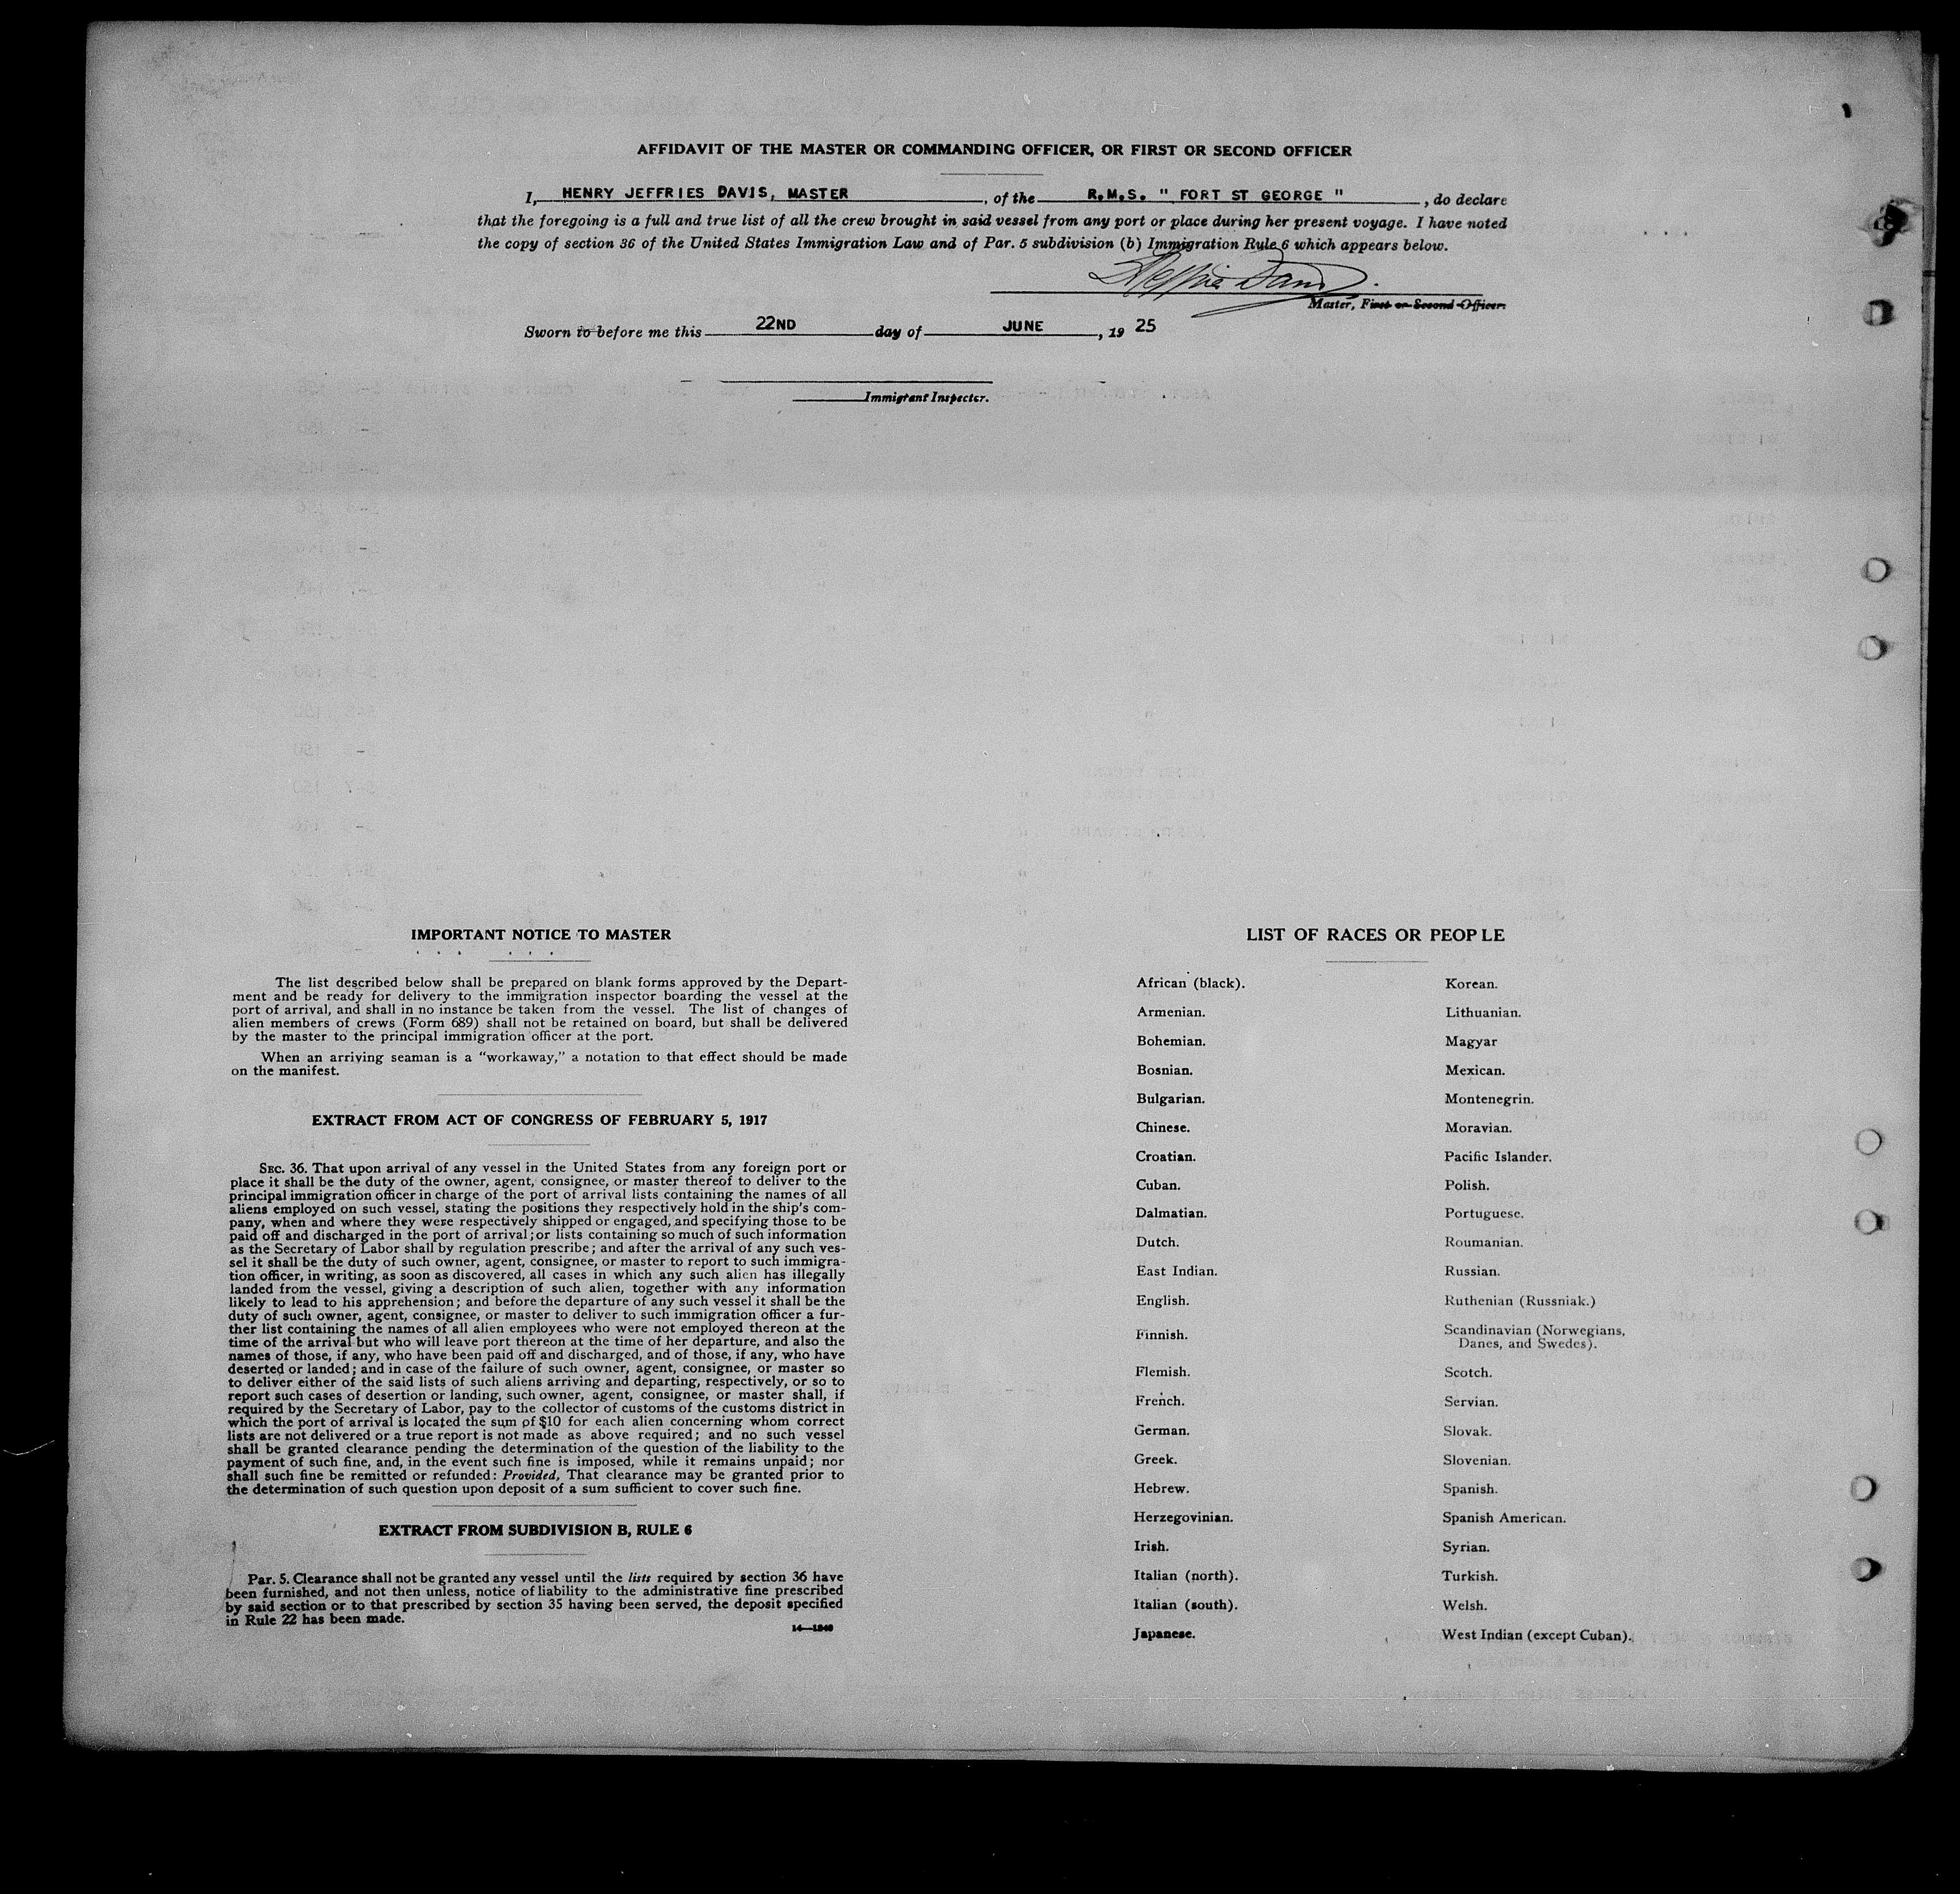 AFFIDAVIT OF THE MASTER OR COMMANDING OFFICER, OR FIRST OR SECOND OFFICER
I, HENRY JEFFRIES DAVIS, MASTER, of the R.M.S. " FORT ST GEORGE ", do declare
that the foregoing is a full and true list of all the crew brought in said vessel from any port or place during her present voyage. I have noted
the copy of section 36 of the United States Immigration Law and of Par. 5 subdivision (b) Immigration Rule 6 which appears below.
Master, First or Second Officer.
Sworn to before me this 22ND day of JUNE, 19 25
Immigrant Inspector.
IMPORTANT NOTICE TO MASTER
The list described below shall be prepared on blank forms approved by the Depart-
ment and be ready for delivery to the immigration inspector boarding the vessel at the
port of arrival, and shall in no instance be taken from the vessel. The list of changes of
alien members of crews (Form 689) shall not be retained on board, but shall be delivered
by the master to the principal immigration officer at the port.
When an arriving seaman is a "workaway," a notation to that effect should be made
on the manifest.
EXTRACT FROM ACT OF CONGRESS OF FEBRUARY 5, 1917
SEC. 36. That upon arrival of any vessel in the United States from any foreign port or
place it shall be the duty of the owner, agent, consignee, or master thereof to deliver to the
principal immigration officer in charge of the port of arrival lists containing the names of all
aliens employed on such vessel, stating the positions they respectively hold in the ship's com-
pany, when and where they were respectively shipped or engaged, and specifying those to be
paid off and discharged in the port of arrival; or lists containing so much of such information
as the Secretary of Labor shall by regulation prescribe; and after the arrival of any such ves-
sel it shall be the duty of such owner, agent, consignee, or master to report to such immigra-
tion officer, in writing, as soon as discovered, all cases in which any such alien has illegally
landed from the vessel, giving a description of such alien, together with any information
likely to lead to his apprehension; and before the departure of any such vessel it shall be the
duty of such owner, agent, consignee, or master to deliver to such immigration officer a fur-
ther list containing the names of all alien employees who were not employed thereon at the
time of the arrival but who will leave port thereon at the time of her departure, and also the
names of those, if any, who have been paid off and discharged, and of those, if any, who have
deserted or landed; and in case of the failure of such owner, agent, consignee, or master so
to deliver either of the said lists of such aliens arriving and departing, respectively, or so to
report such cases of desertion or landing, such owner, agent, consignee, or master shall, if
required by the Secretary of Labor, pay to the collector of customs of the customs district in
which the port of arrival is located the sum of $10 for each alien concerning whom correct
lists are not delivered or a true report is not made as above required; and no such vessel
shall be granted clearance pending the determination of the question of the liability to the
payment of such fine, and, in the event such fine is imposed, while it remains unpaid; nor
shall such fine be remitted or refunded: Provided, That clearance may be granted prior to
the determination of such question upon deposit of a sum sufficient to cover such fine.
EXTRACT FROM SUBDIVISION B, RULE 6
Par. 5. Clearance shall not be granted any vessel until the lists required by section 36 have
been furnished, and not then unless, notice of liability to the administrative fine prescribed
by said section or to that prescribed by section 35 having been served, the deposit specified
in Rule 22 has been made.
14—1240
LIST OF RACES OR PEOPLE
African (black).
Armenian.
Bohemian.
Bosnian.
Bulgarian.
Chinese.
Croatian.
Cuban.
Dalmatian.
Dutch.
East Indian.
English.
Finnish.
Flemish.
French.
German.
Greek.
Hebrew.
Herzegovinian.
Irish.
Italian (north).
Italian (south).
Japanese.
Korean.
Lithuanian.
Magyar
Mexican.
Montenegrin.
Moravian.
Pacific Islander.
Polish.
Portuguese.
Roumanian.
Russian.
Ruthenian (Russniak.)
Scandinavian (Norwegians,
Danes, and Swedes).
Scotch.
Servian.
Slovak.
Slovenian.
Spanish.
Spanish American.
Syrian.
Turkish.
Welsh.
West Indian (except Cuban).